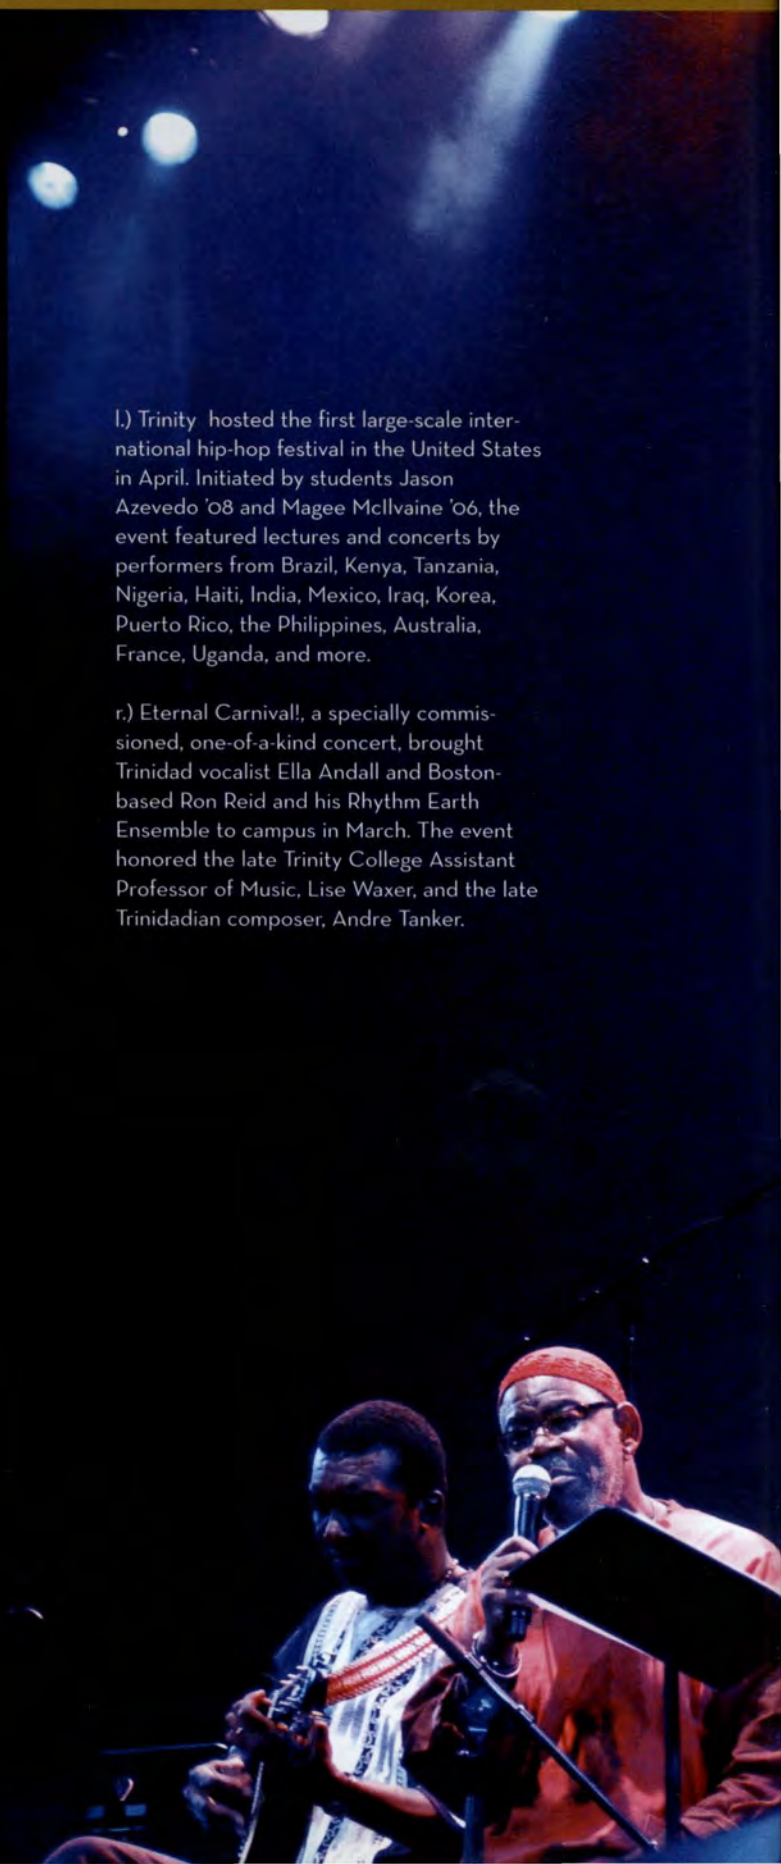 l.) Trinity hosted the first large-scale inter-
national hip-hop festival in the United States
in April. Initiated by students Jason
Azevedo '08 and Magee McIlvaine '06, the
event featured lectures and concerts by
performers from Brazil, Kenya, Tanzania,
Nigeria, Haiti, India, Mexico, Iraq, Korea,
Puerto Rico, the Philippines, Australia,
France, Uganda, and more.
r.) Eternal Carnival!, a specially commis-
sioned, one-of-a-kind concert, brought
Trinidad vocalist Ella Andall and Boston-
based Ron Reid and his Rhythm Earth
Ensemble to campus in March. The event
honored the late Trinity College Assistant
Professor of Music, Lise Waxer, and the late
Trinidadian composer, Andre Tanker.